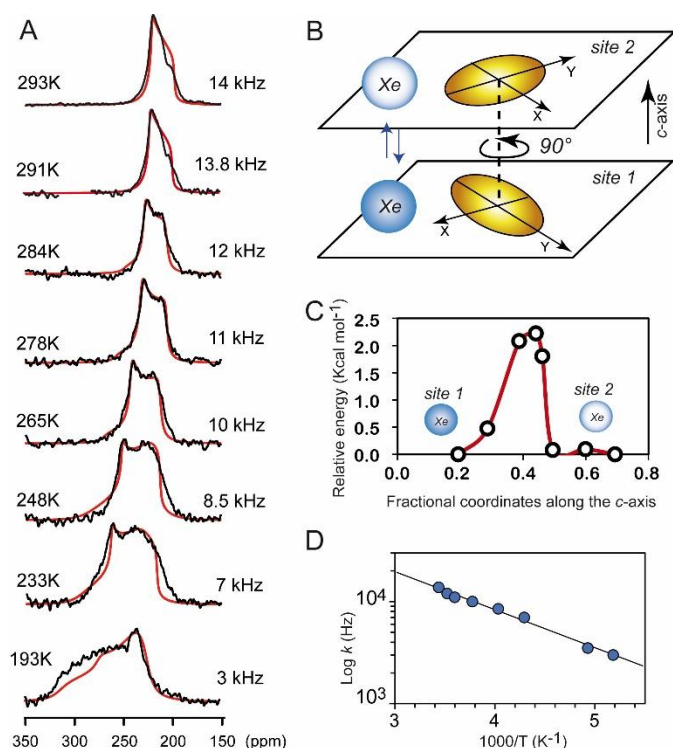 A
293K 14 kHz
291K 13.8 kHz
284K 12 kHz
278K 11 kHz
265K 10 kHz
248K 8.5 kHz
233K 7 kHz
193K 3 kHz
350 300 250 200 150
(ppm)
B
site 2
Xe
Y
X
c-axis
90°
site 1
Xe
X
Y
C
Relative energy (Kcal mol⁻¹)
2.5
2.0
1.5
1.0
0.5
0.0
site 1
Xe
site 2
Xe
0.0 0.2 0.4 0.6 0.8
Fractional coordinates along the c-axis
D
Log k (Hz)
10⁴
10³
3 4 5
1000/T (K⁻¹)